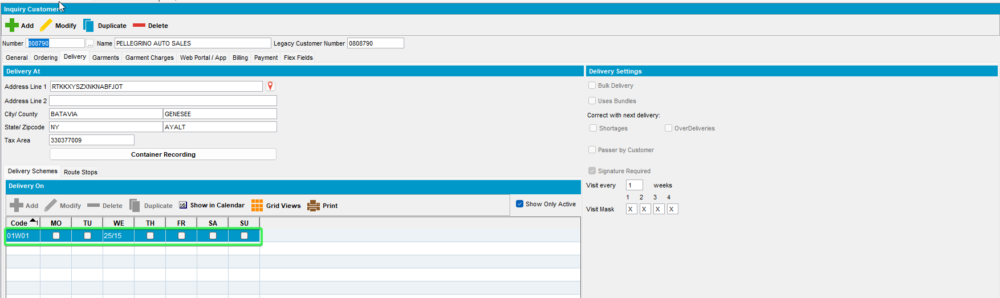 Inquiry Customer
Add Modify Duplicate Delete
Number 808790 ... Name PELLEGRINO AUTO SALES Legacy Customer Number 0808790
General Ordering Delivery Garments Garment Charges Web Portal / App Billing Payment Flex Fields
Delivery At
Address Line 1 RTKKXYSZXNKNABFJOT
Address Line 2
City/ County BATAVIA GENESEE
State/ Zipcode NY AYALT
Tax Area 330377009
Container Recording
Delivery Schemes Route Stops
Delivery On
Add Modify Delete Duplicate 16 Show in Calendar Grid Views Print Show Only Active
Code 1 MO TU WE TH FR SA SU
01W01 25/15
Delivery Settings
Bulk Delivery
Uses Bundles
Correct with next delivery:
Shortages OverDeliveries
Passer by Customer
Signature Required
Visit every 1 weeks
1 2 3 4
Visit Mask X X X X